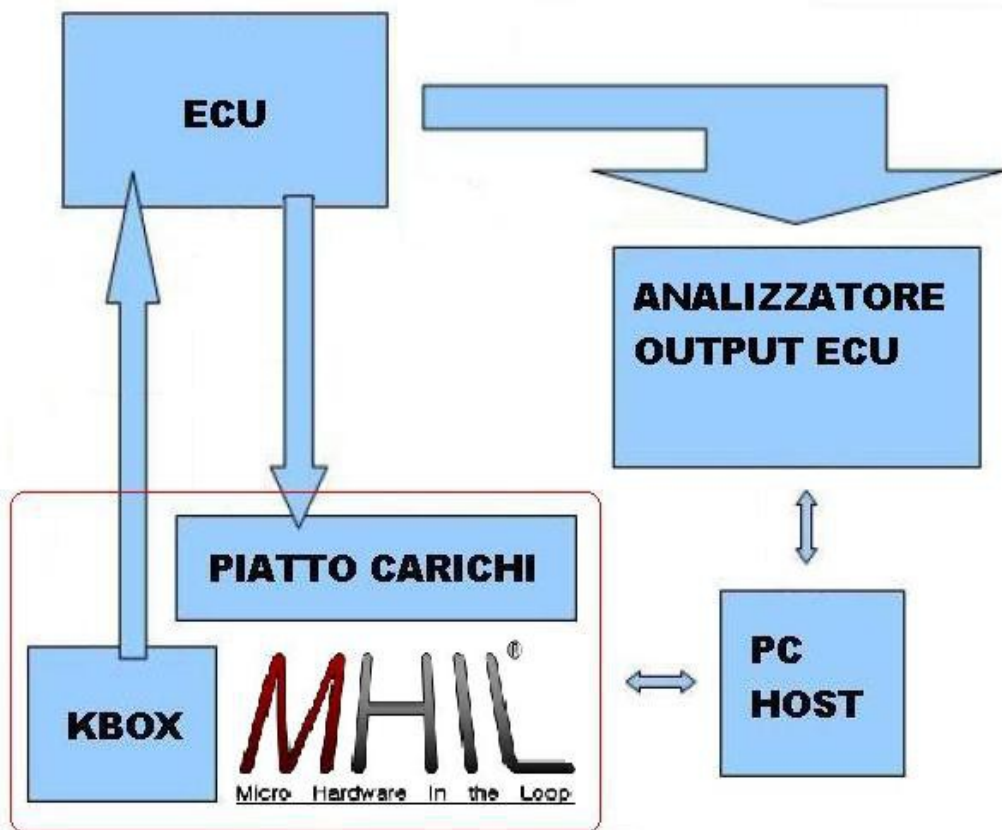 ECU
ANALIZZATORE
OUTPUT ECU
PIATTO CARICHI
KBOX
MHIL®
Micro Hardware In the Loop
PC
HOST